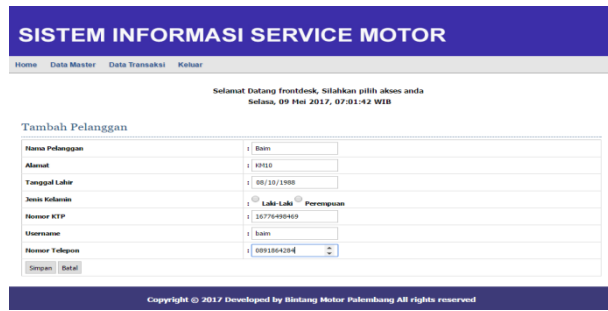 SISTEM INFORMASI SERVICE MOTOR
Home Data Master Data Transaksi Keluar
Selamat Datang frontdesk, Silahkan pilih akses anda
Selasa, 09 Mei 2017, 07:01:42 WIB
Tambah Pelanggan
Nama Pelanggan : Baim
Alamat : KM10
Tanggal Lahir : 08/10/1988
Jenis Kelamin : Laki-Laki Perempuan
Nomor KTP : 16776498469
Username : baim
Nomor Telepon : 0891864284
Simpan Batal
Copyright © 2017 Developed by Bintang Motor Palembang All rights reserved